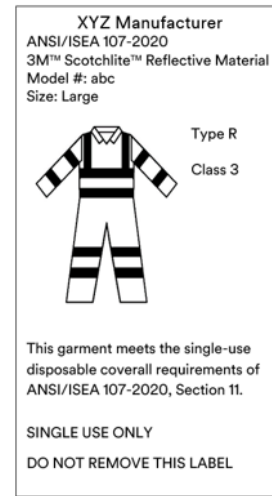 XYZ Manufacturer
ANSI/ISEA 107-2020
3M™ Scotchlite™ Reflective Material
Model #: abc
Size: Large
Type R
Class 3
This garment meets the single-use
disposable coverall requirements of
ANSI/ISEA 107-2020, Section 11.
SINGLE USE ONLY
DO NOT REMOVE THIS LABEL